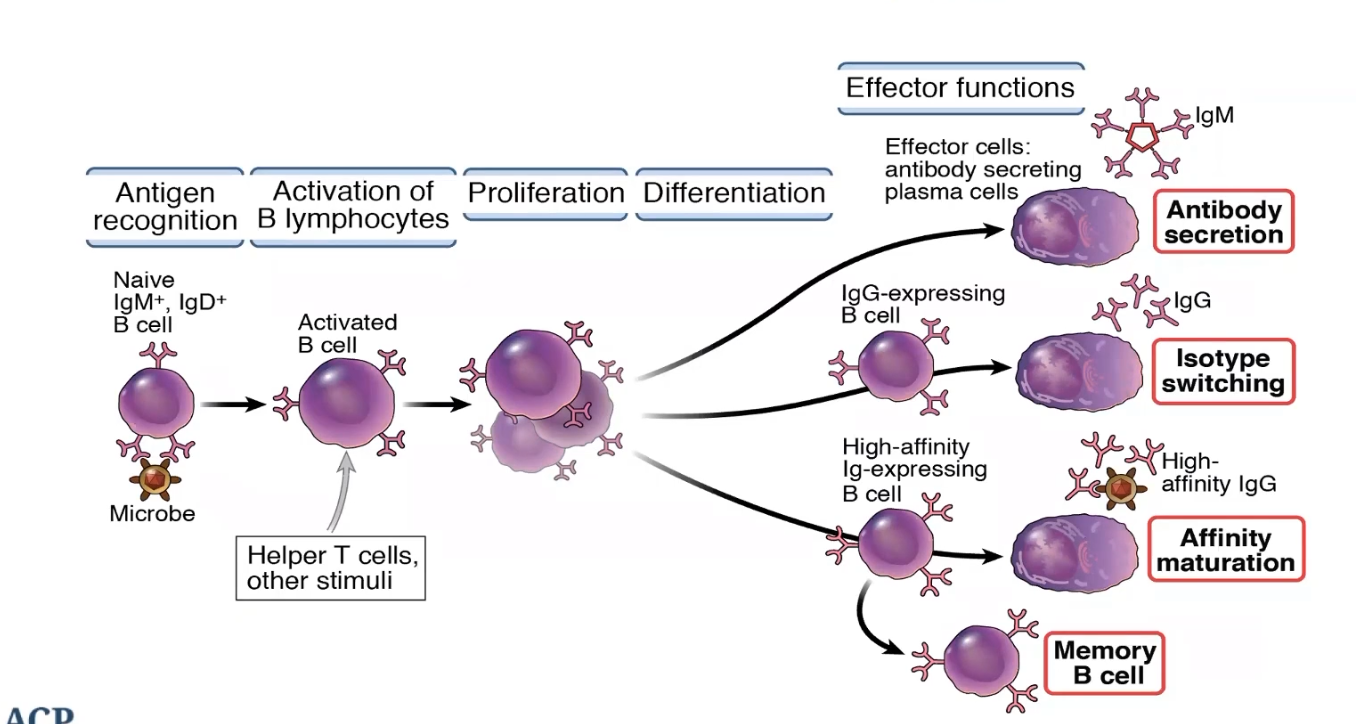 Effector functions
IgM
Effector cells:
antibody secreting
plasma cells
Antigen
recognition
Activation of
B lymphocytes
Proliferation
Differentiation
Antibody
secretion
Naive
IgM⁺, IgD⁺
B cell
Activated
B cell
IgG-expressing
B cell
IgG
Isotype
switching
High-affinity
Ig-expressing
B cell
High-
affinity IgG
Microbe
Helper T cells,
other stimuli
Affinity
maturation
Memory
B cell
ACP